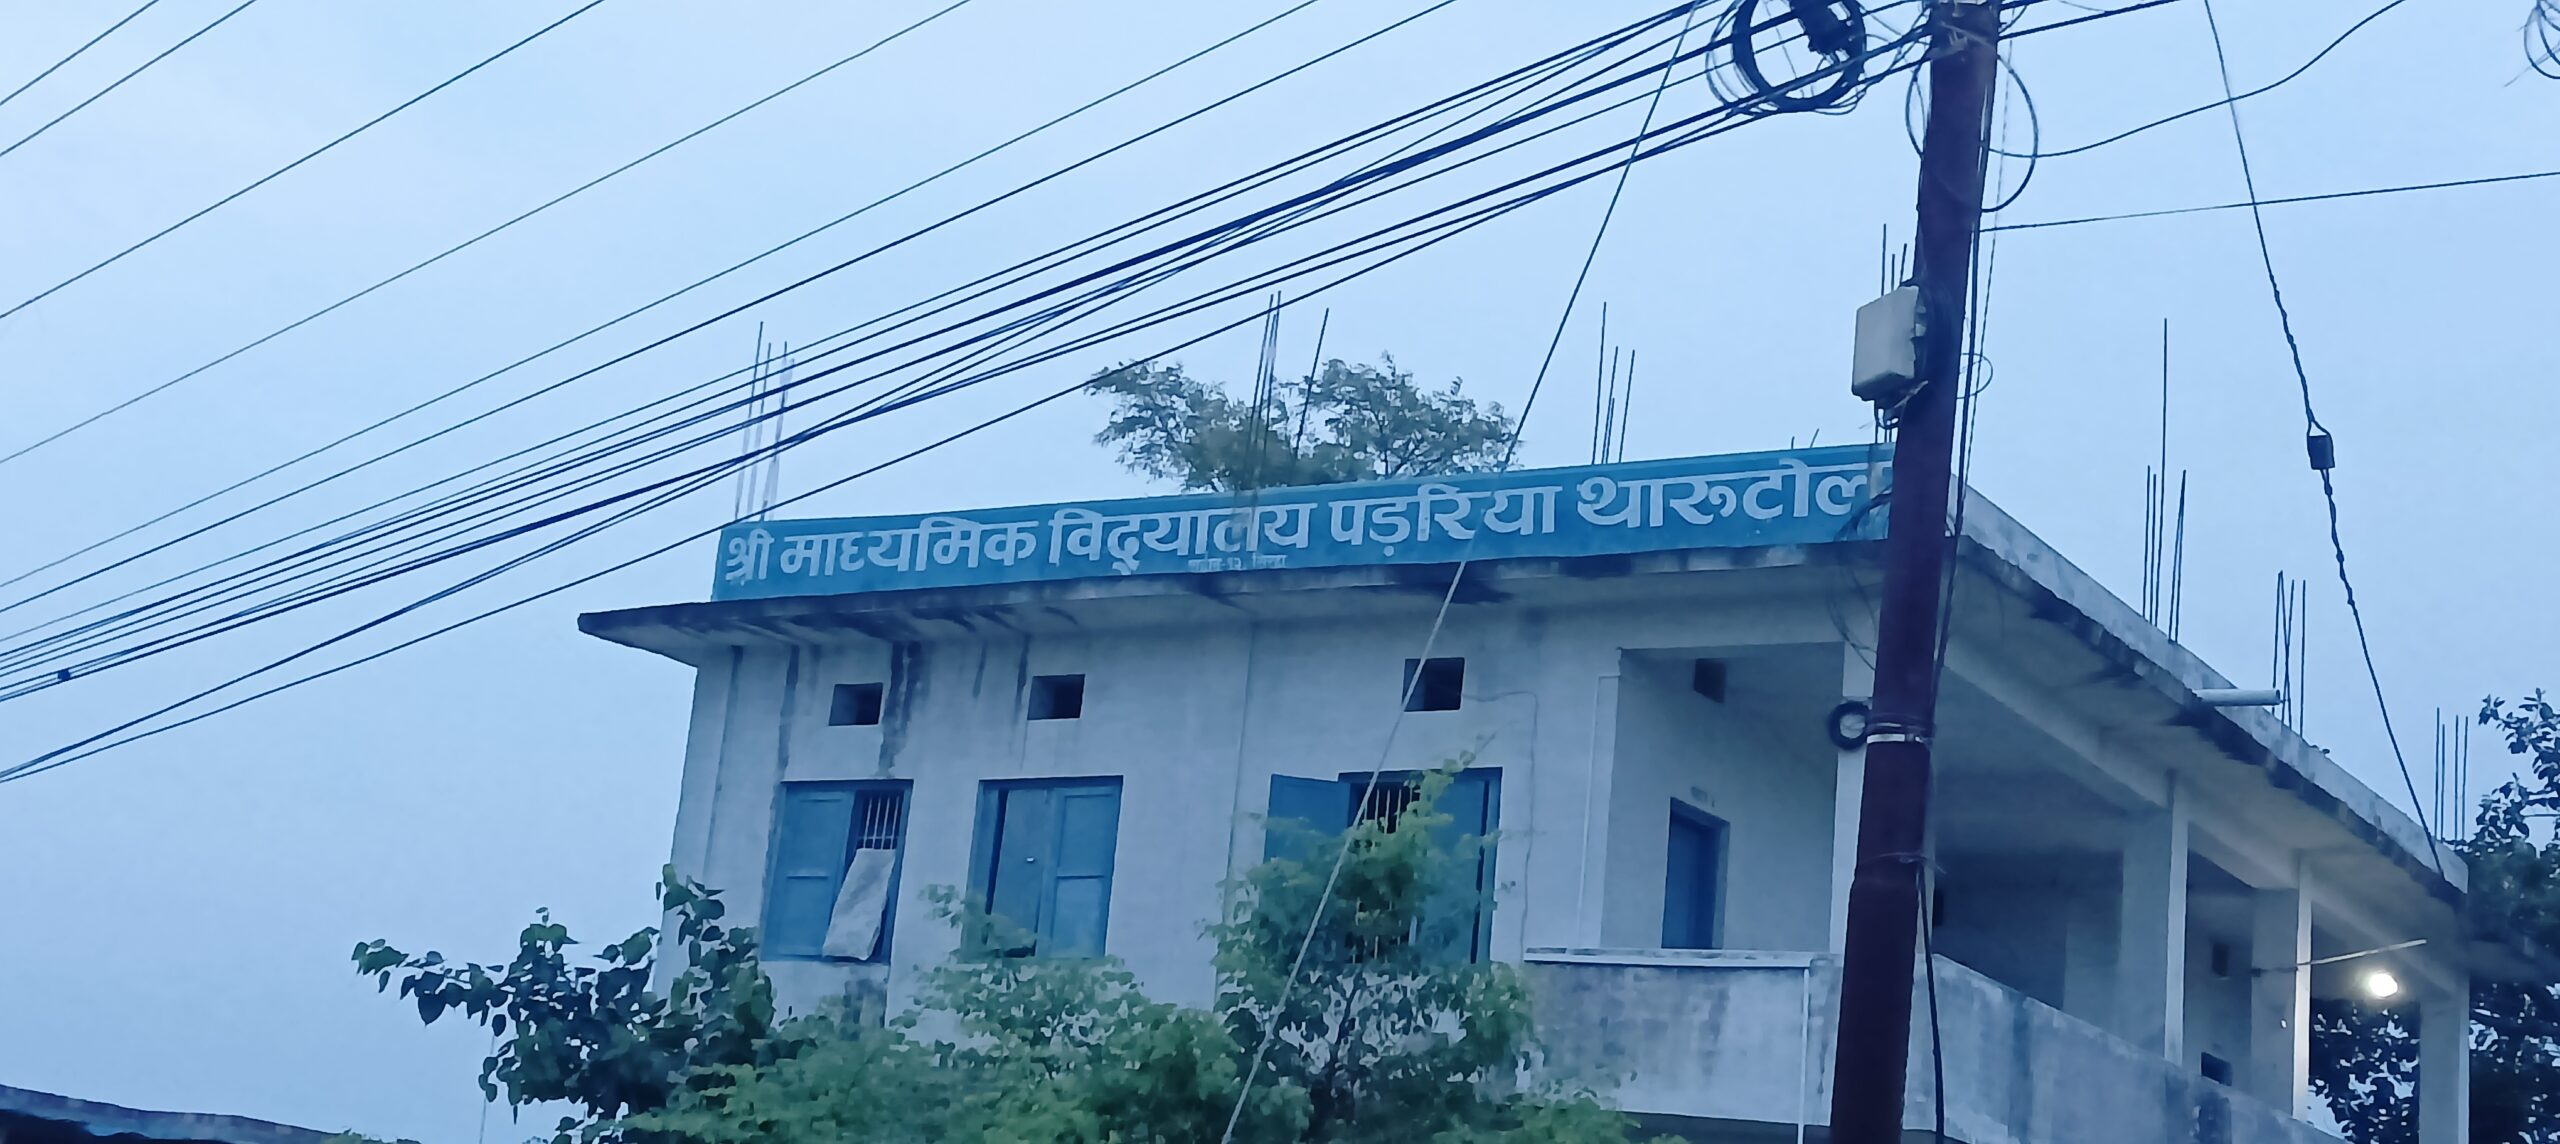 श्री माध्यमिक विद्यालय पड़रिया थारुटोल